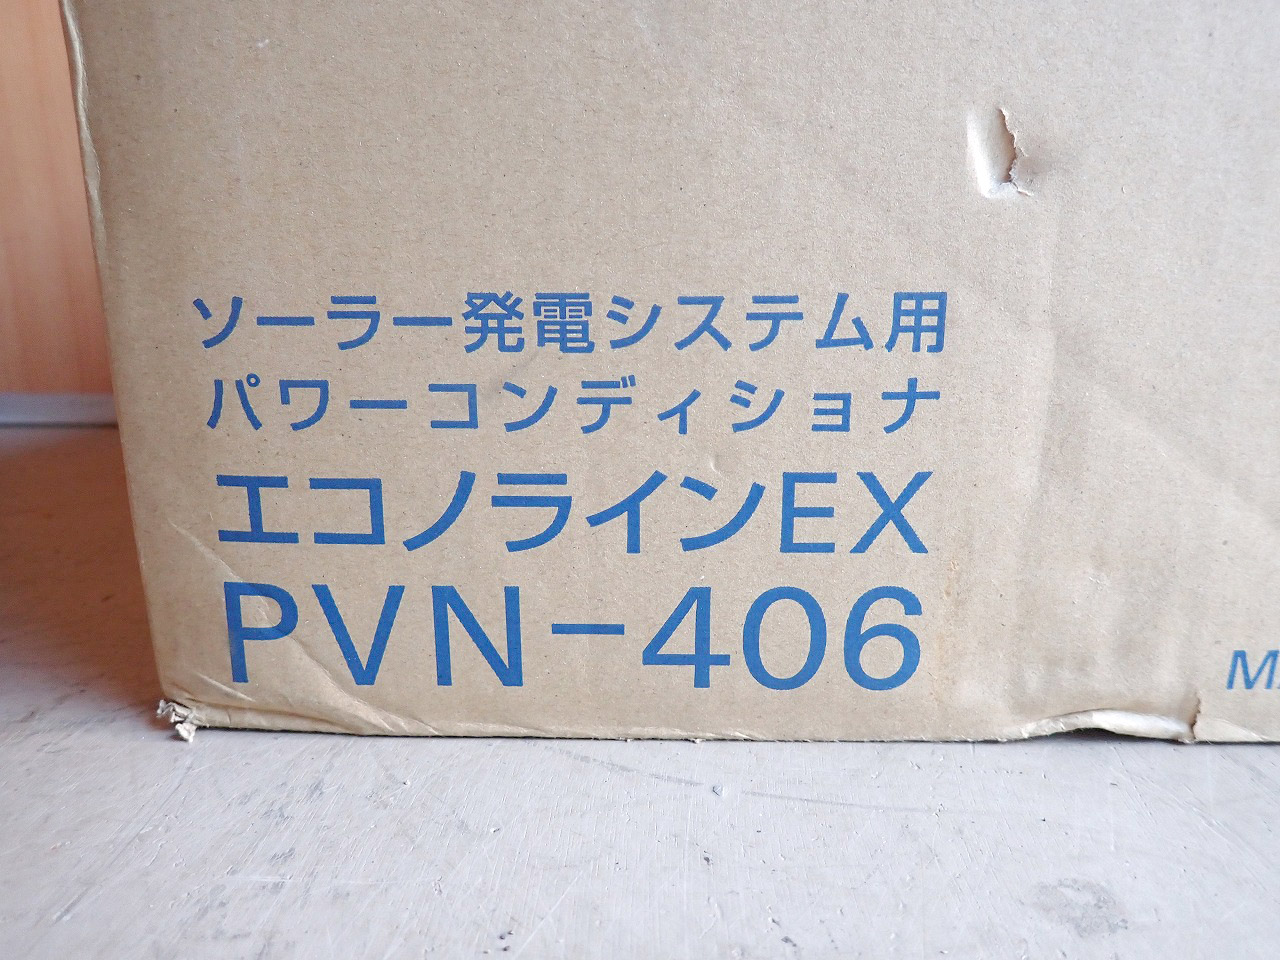 ソーラー発電システム用
パワーコンディショナ
エコノラインEX
PVN-406